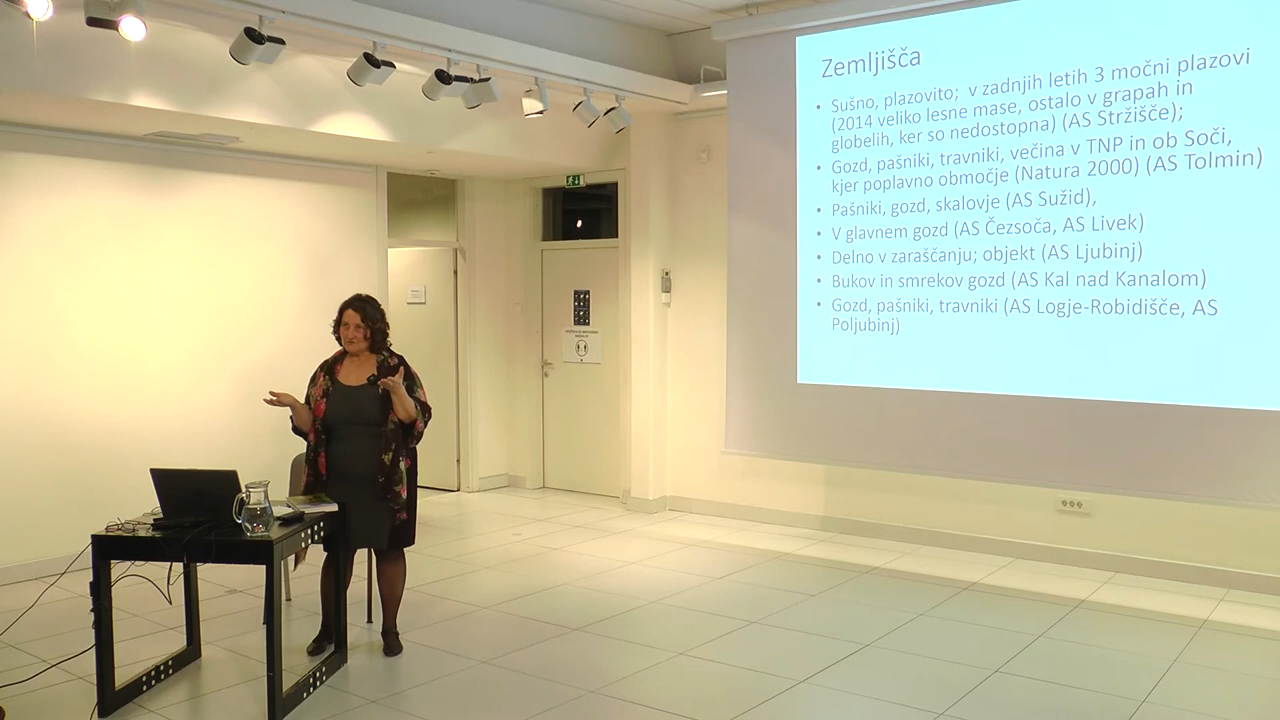 Zemljišča
• Sušno, plazovito;  v zadnjih letih 3 močni plazovi
(2014 veliko lesne mase, ostalo v grapah in
globelih, ker so nedostopna) (AS Stržišče);
• Gozd, pašniki, travniki, večina v TNP in ob Soči,
kjer poplavno območje (Natura 2000) (AS Tolmin)
• Pašniki, gozd, skalovje (AS Sužid),
• V glavnem gozd (AS Čezsoča, AS Livek)
• Delno v zaraščanju; objekt (AS Ljubinj)
• Bukov in smrekov gozd (AS Kal nad Kanalom)
• Gozd, pašniki, travniki (AS Logje-Robidišče, AS
Poljubinj)